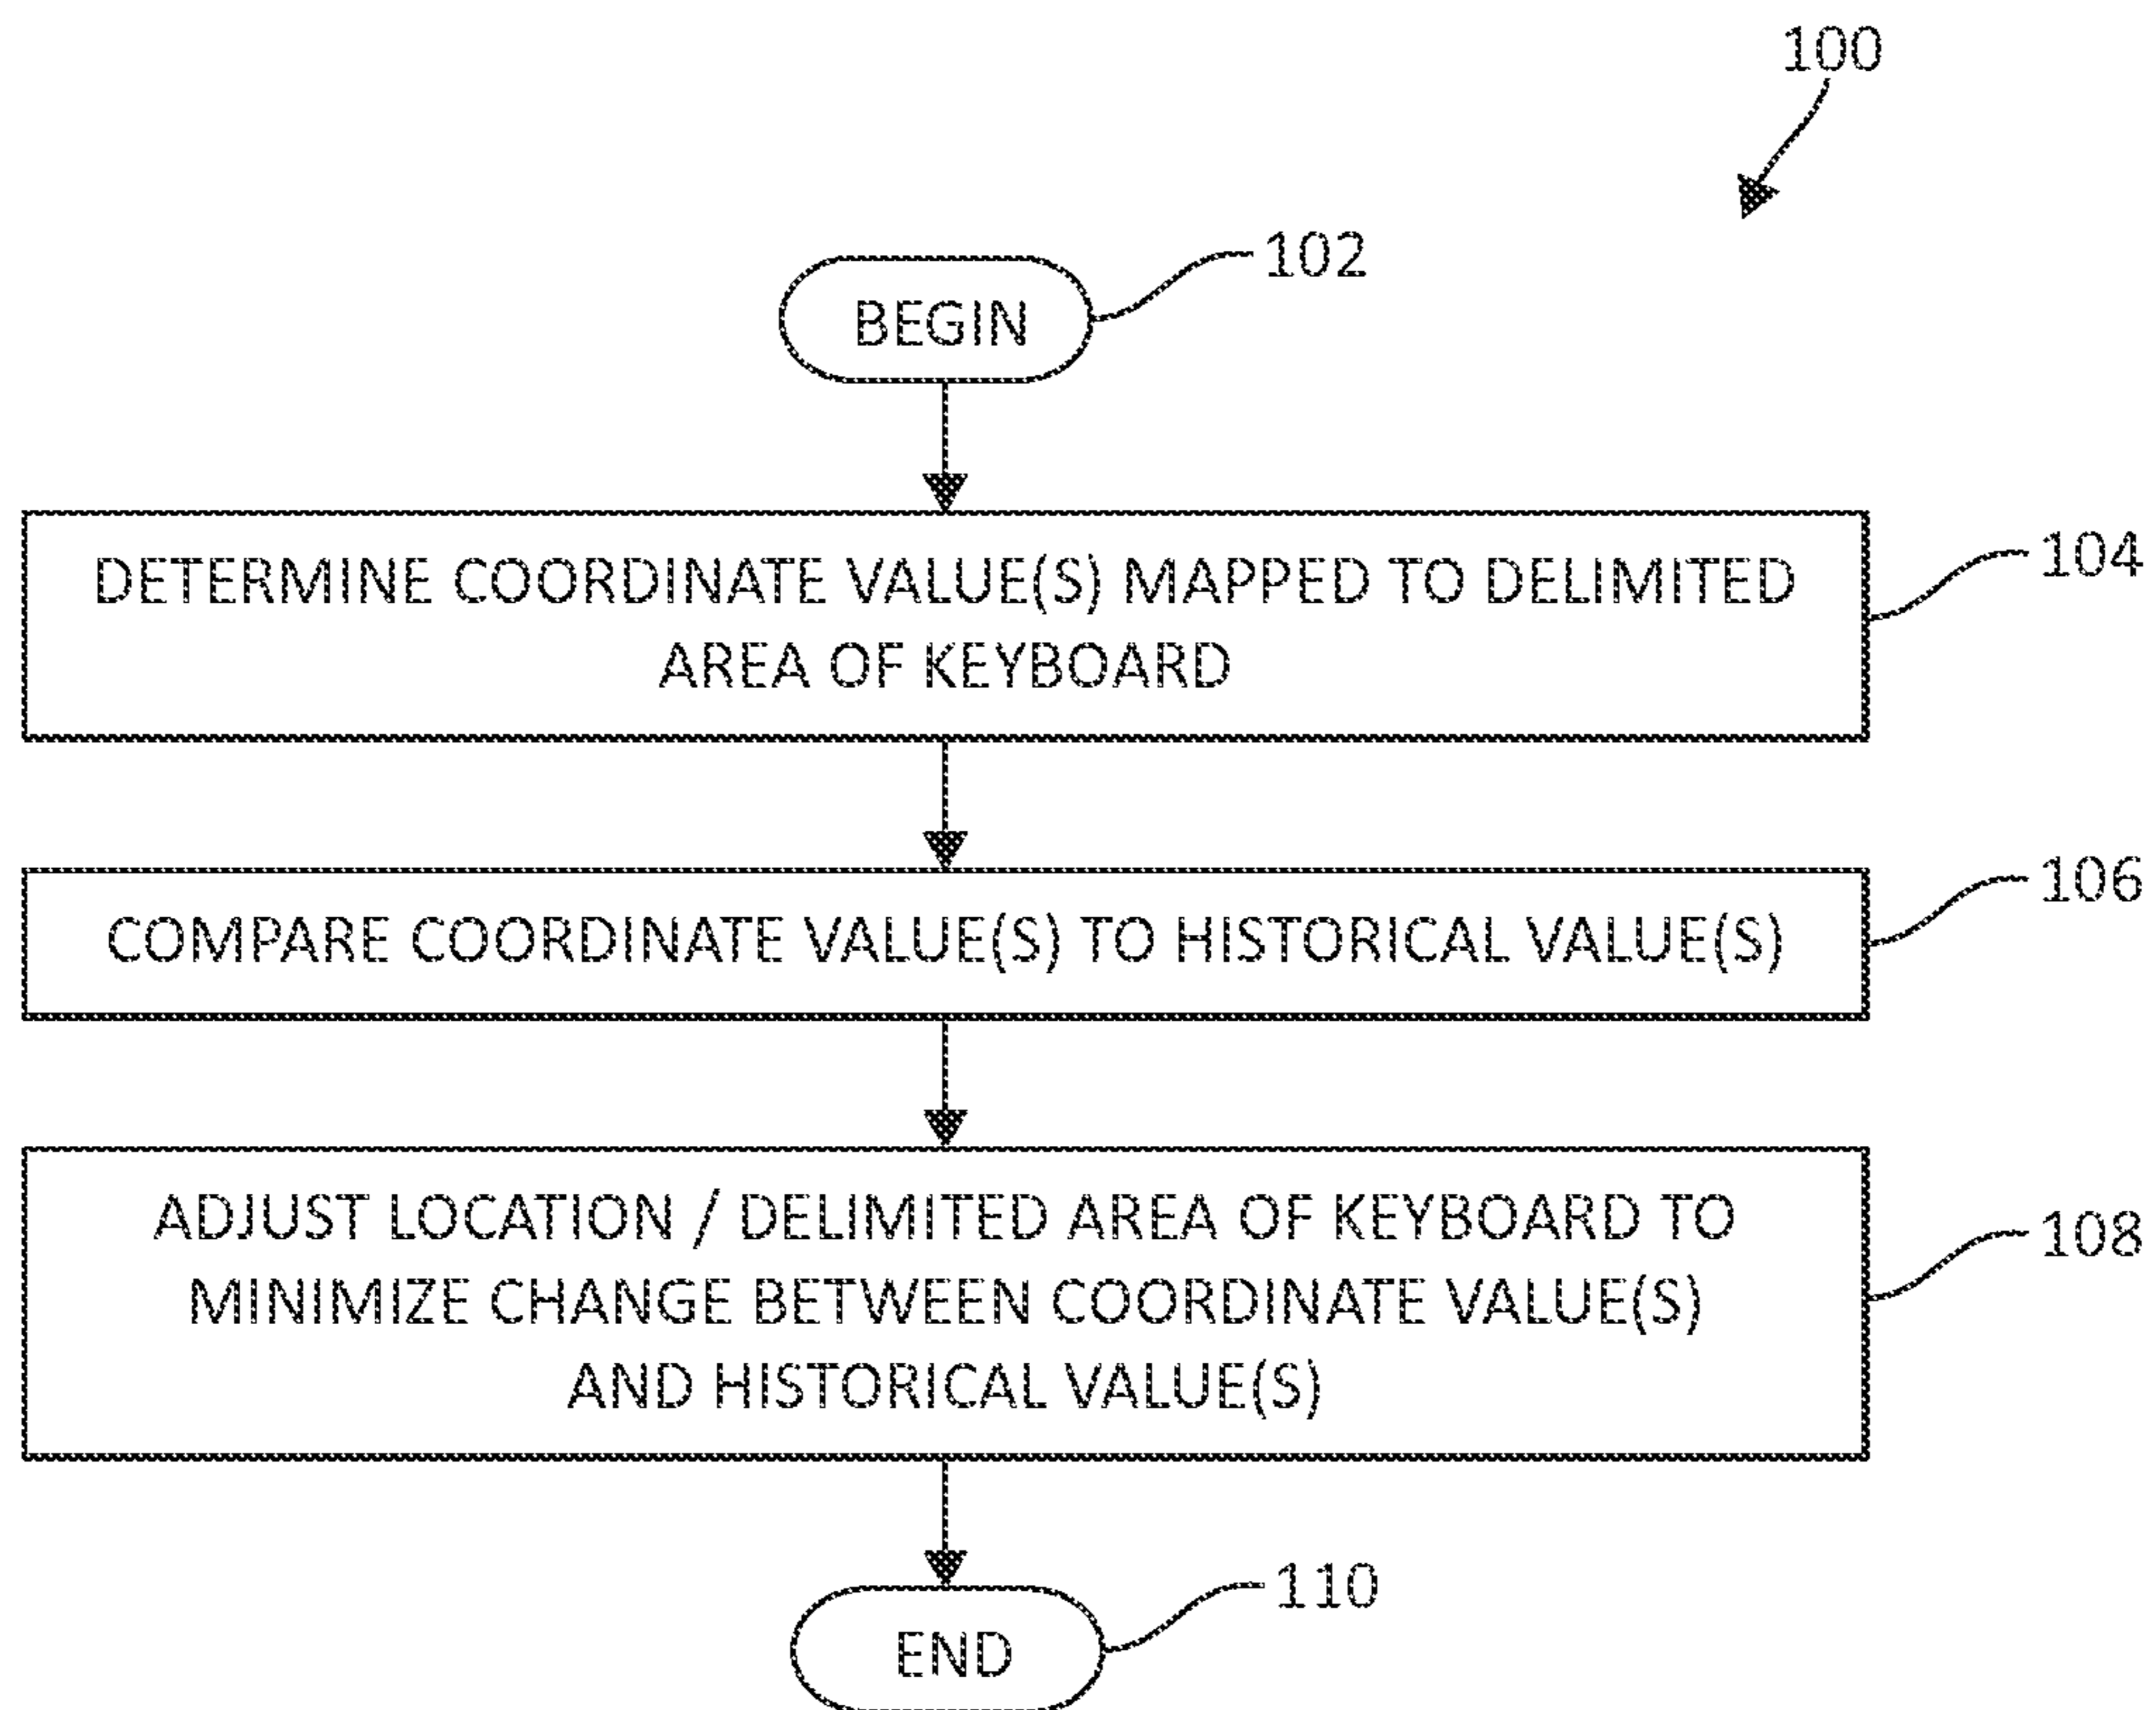 100
102
BEGIN
104
DETERMINE COORDINATE VALUE(S) MAPPED TO DELIMITED
AREA OF KEYBOARD
106
COMPARE COORDINATE VALUE(S) TO HISTORICAL VALUE(S)
108
ADJUST LOCATION / DELIMITED AREA OF KEYBOARD TO
MINIMIZE CHANGE BETWEEN COORDINATE VALUE(S)
AND HISTORICAL VALUE(S)
110
END